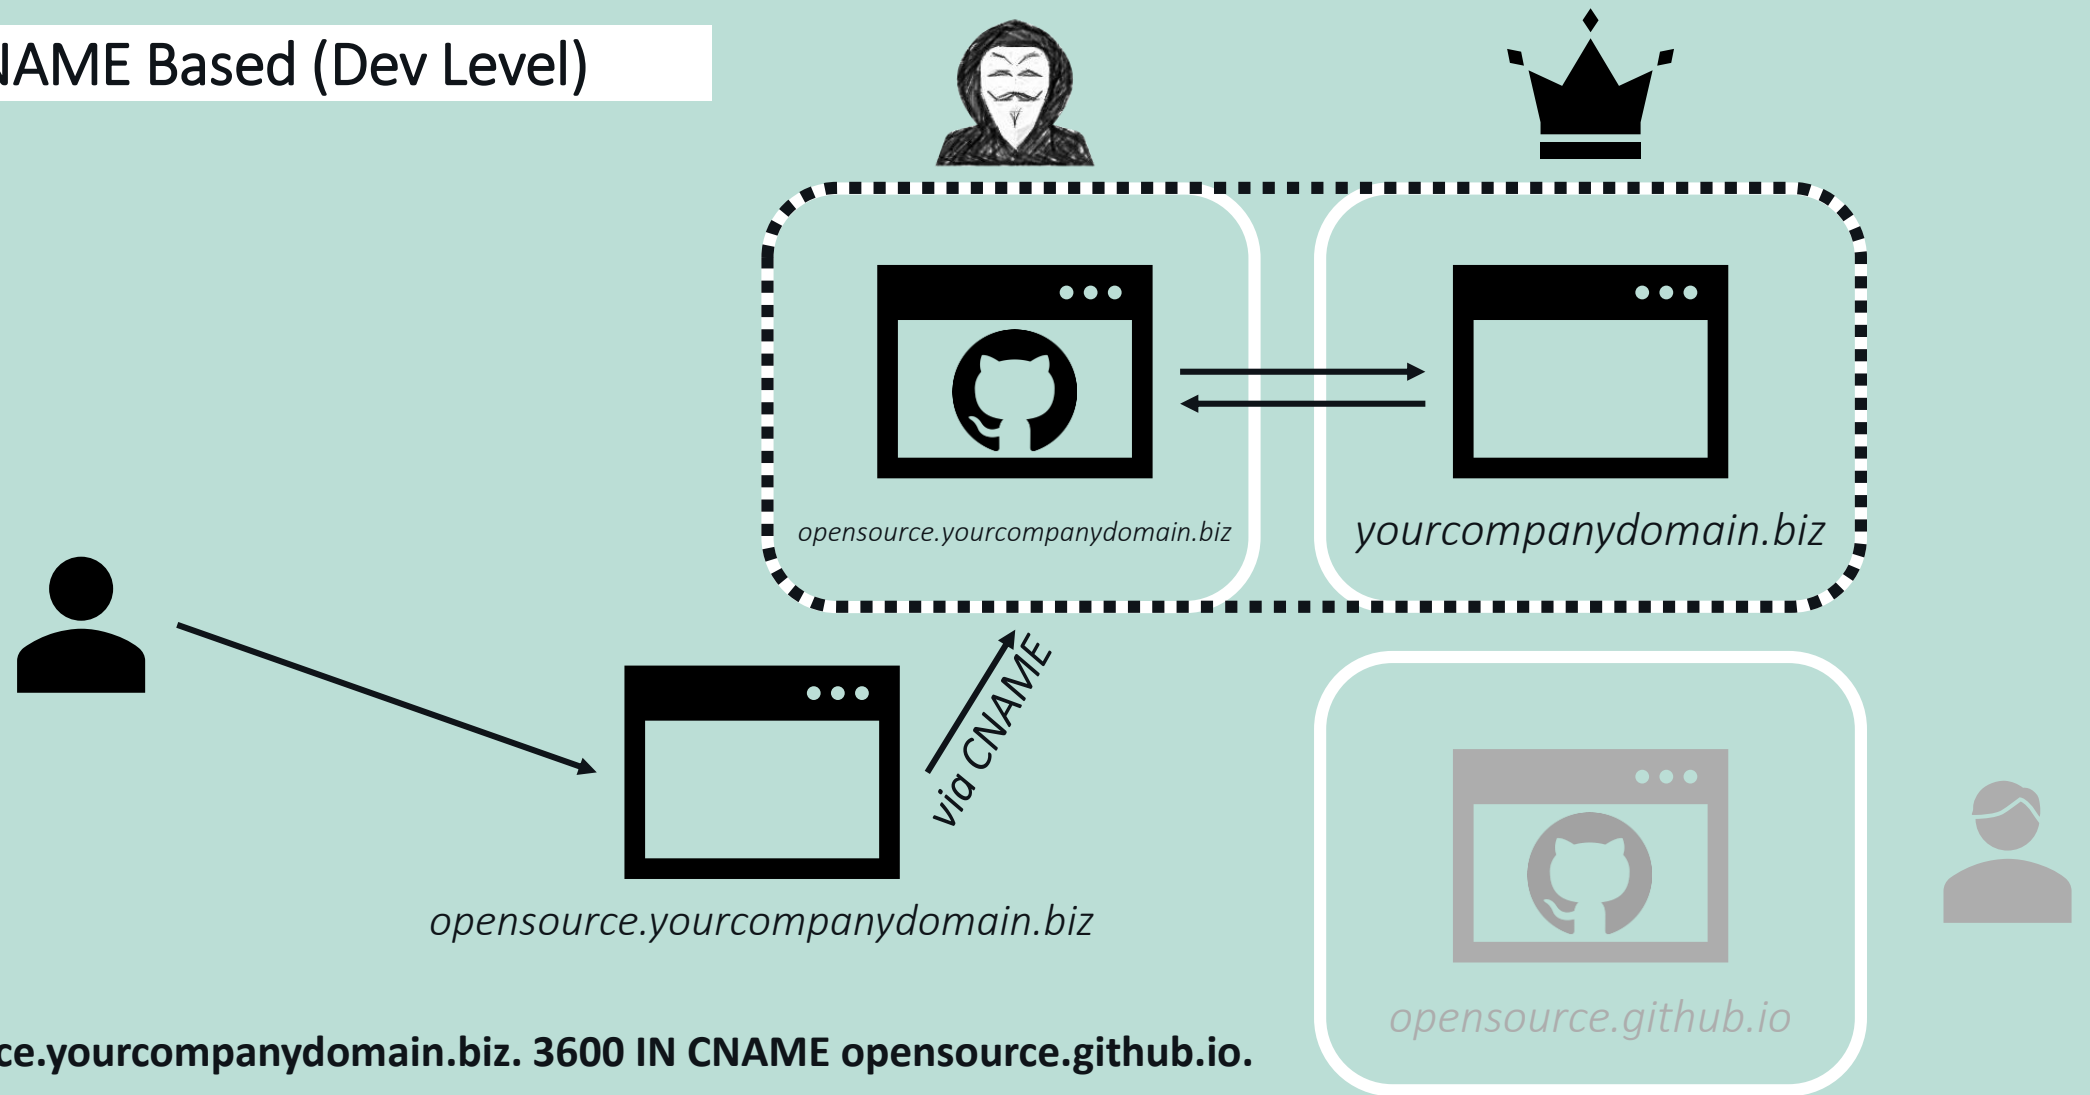 NAME Based (Dev Level)
opensource.yourcompanydomain.biz
yourcompanydomain.biz
via CNAME
opensource.yourcompanydomain.biz
opensource.github.io
ce.yourcompanydomain.biz. 3600 IN CNAME opensource.github.io.